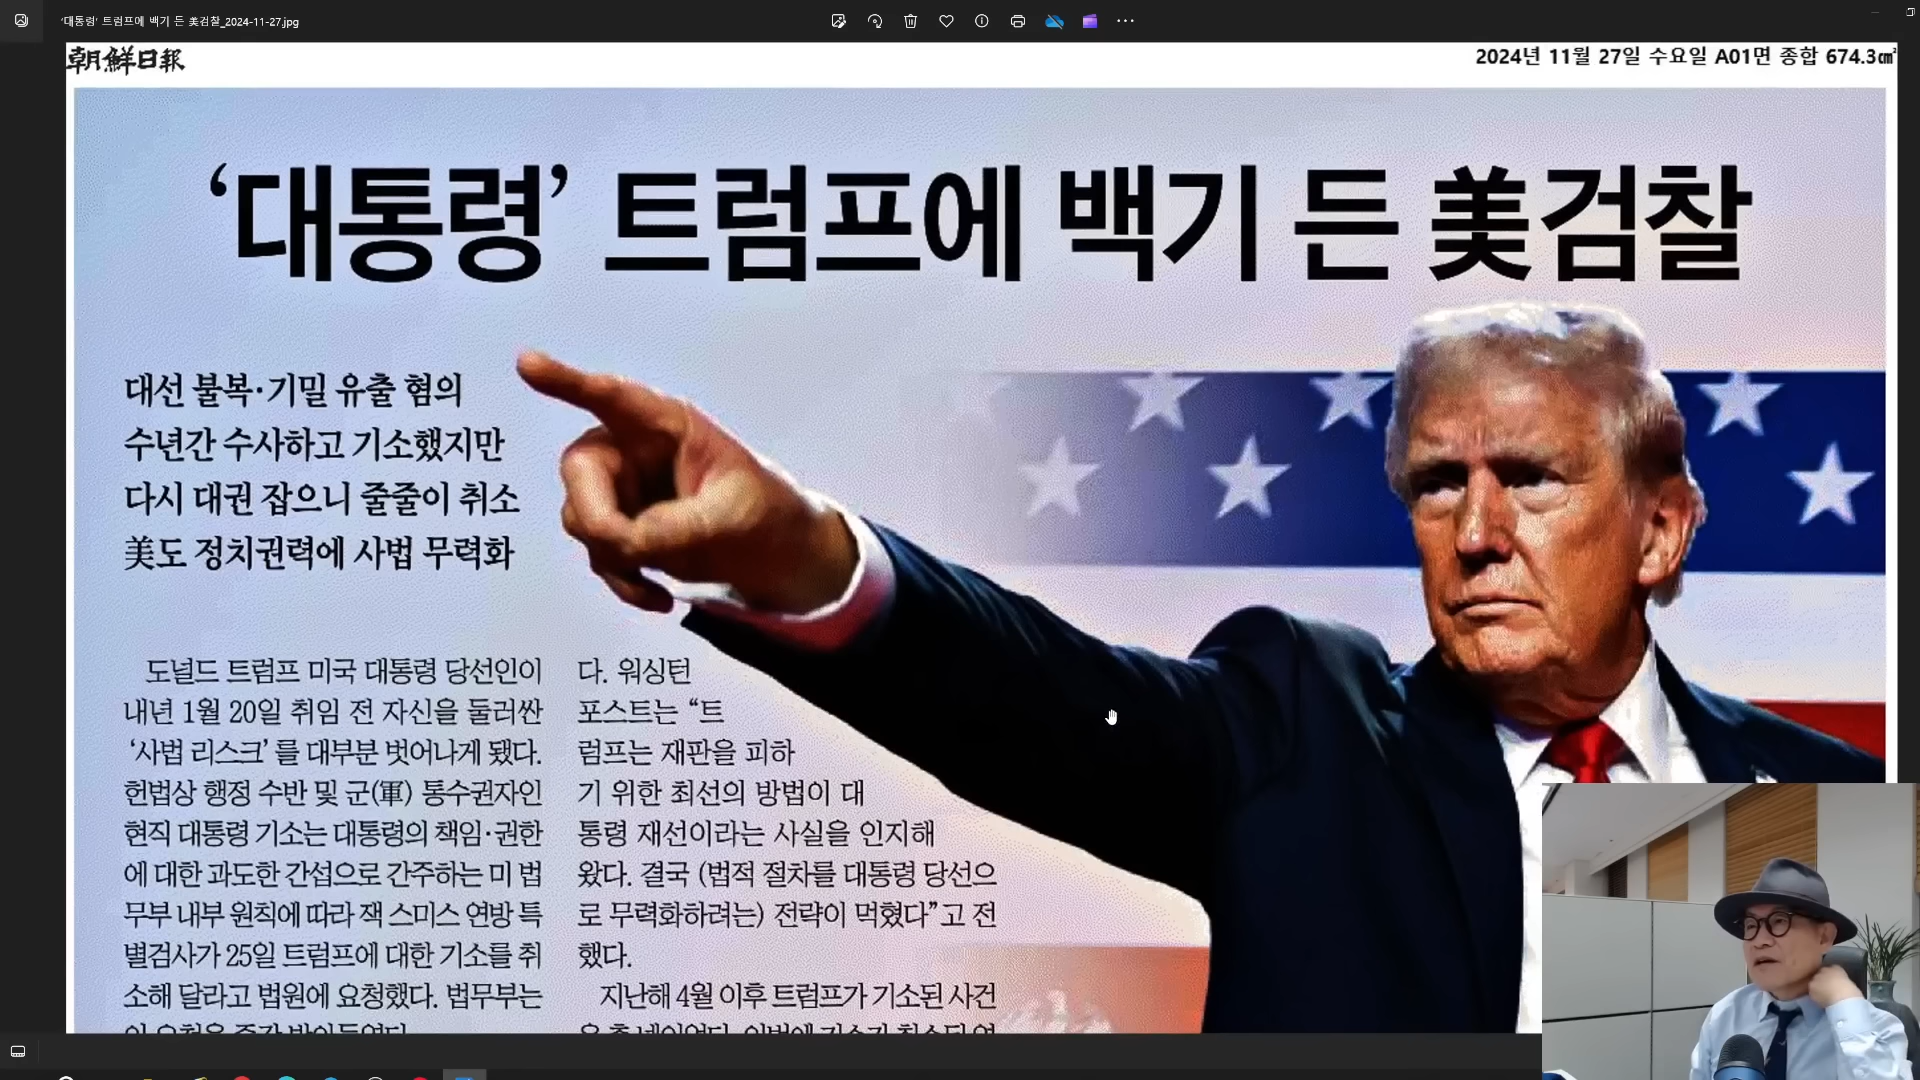 '대통령' 트럼프에 백기 든 美검찰_2024-11-27.jpg
朝鮮日報
2024년 11월 27일 수요일 A01면 종합 674.3㎠
‘대통령’ 트럼프에 백기 든 美검찰
대선 불복·기밀 유출 혐의
수년간 수사하고 기소했지만
다시 대권 잡으니 줄줄이 취소
美도 정치권력에 사법 무력화
도널드 트럼프 미국 대통령 당선인이
내년 1월 20일 취임 전 자신을 둘러싼
‘사법 리스크’를 대부분 벗어나게 됐다.
헌법상 행정 수반 및 군(軍) 통수권자인
현직 대통령 기소는 대통령의 책임·권한
에 대한 과도한 간섭으로 간주하는 미 법
무부 내부 원칙에 따라 잭 스미스 연방 특
별검사가 25일 트럼프에 대한 기소를 취
소해 달라고 법원에 요청했다. 법무부는
다. 워싱턴
포스트는 “트
럼프는 재판을 피하
기 위한 최선의 방법이 대
통령 재선이라는 사실을 인지해
왔다. 결국 (법적 절차를 대통령 당선으
로 무력화하려는) 전략이 먹혔다”고 전
했다.
지난해 4월 이후 트럼프가 기소된 사건